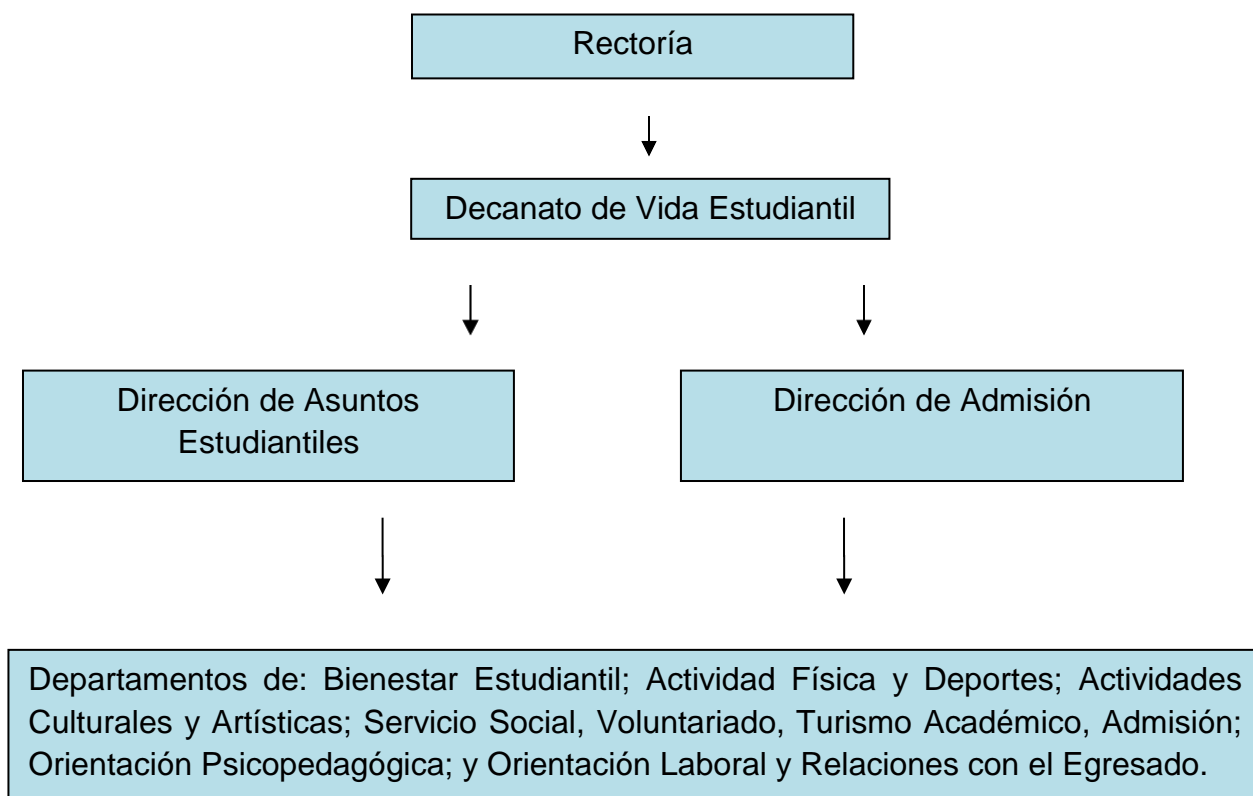 Rectoría
Decanato de Vida Estudiantil
Dirección de Asuntos
Estudiantiles
Dirección de Admisión
Departamentos de: Bienestar Estudiantil; Actividad Física y Deportes; Actividades
Culturales y Artísticas; Servicio Social, Voluntariado, Turismo Académico, Admisión;
Orientación Psicopedagógica; y Orientación Laboral y Relaciones con el Egresado.